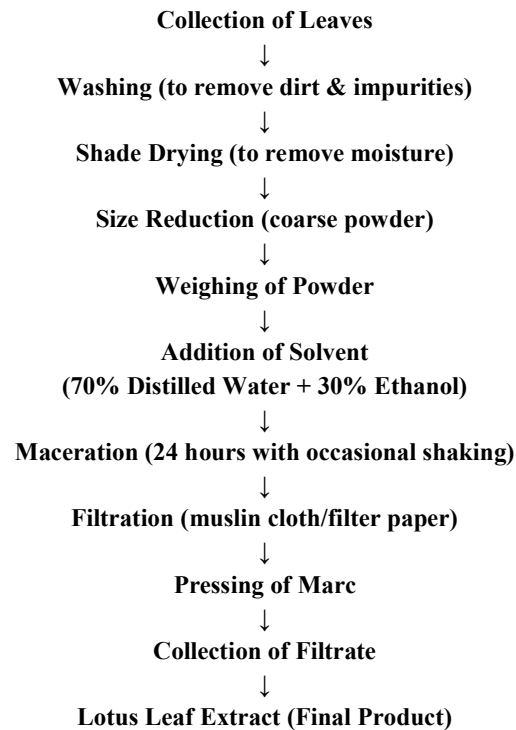 Collection of Leaves
↓
Washing (to remove dirt & impurities)
↓
Shade Drying (to remove moisture)
↓
Size Reduction (coarse powder)
↓
Weighing of Powder
↓
Addition of Solvent
(70% Distilled Water + 30% Ethanol)
↓
Maceration (24 hours with occasional shaking)
↓
Filtration (muslin cloth/filter paper)
↓
Pressing of Marc
↓
Collection of Filtrate
↓
Lotus Leaf Extract (Final Product)